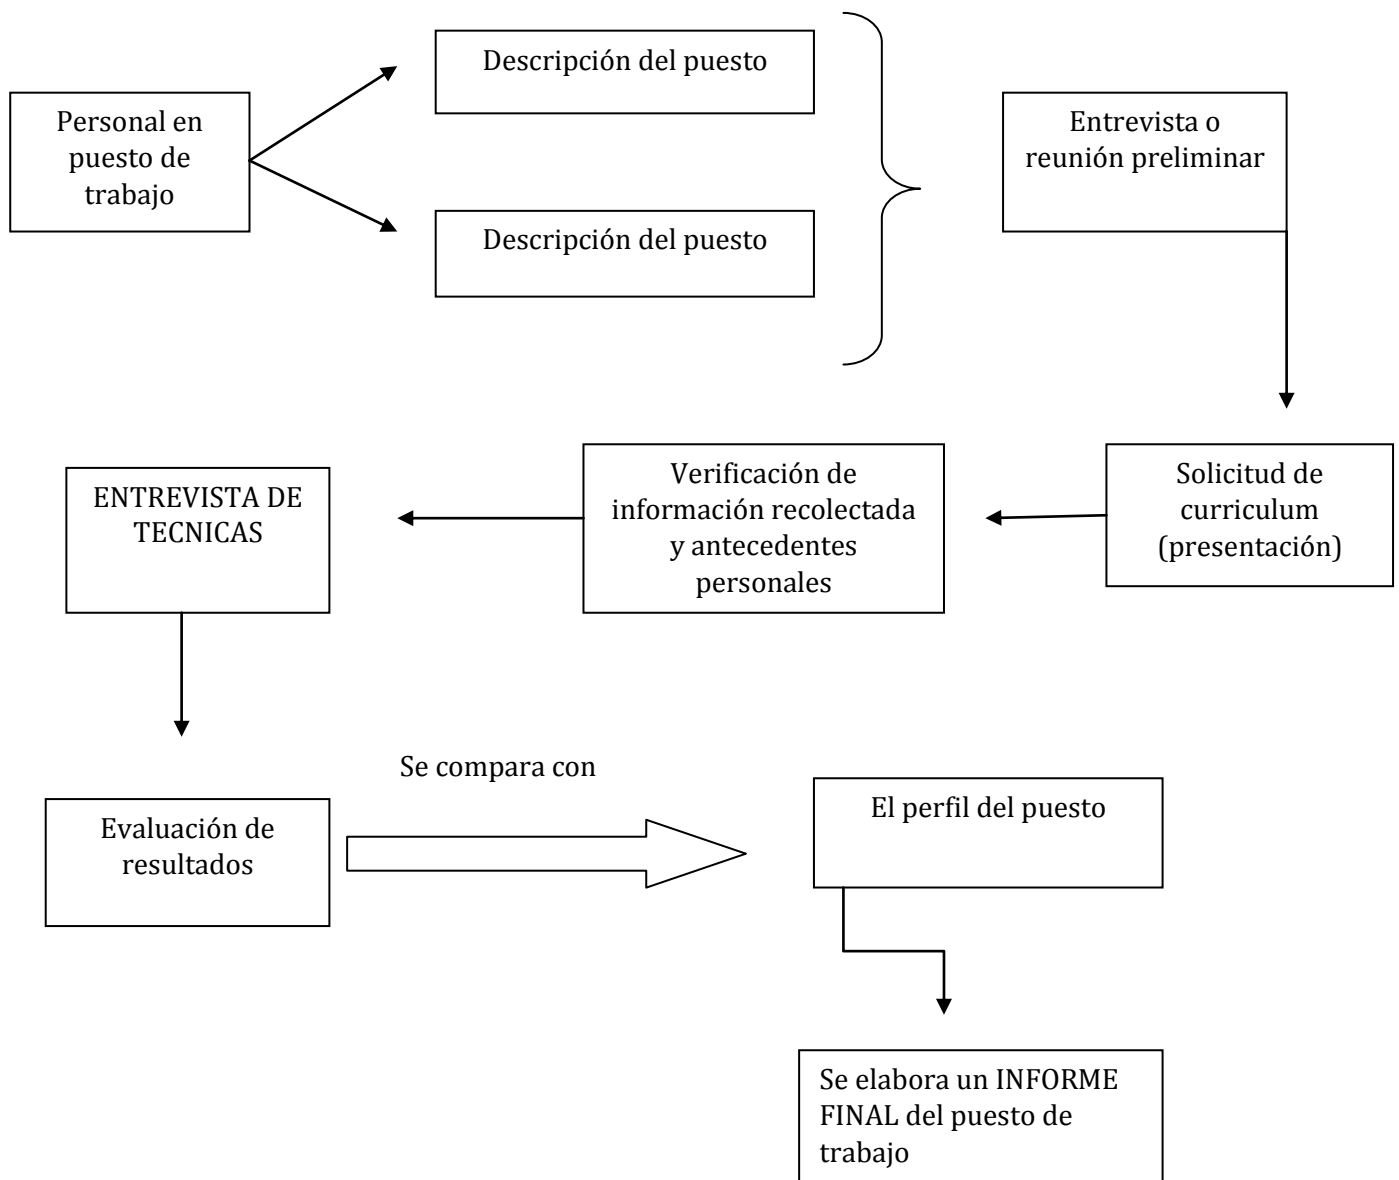 Descripción del puesto
Personal en
puesto de
trabajo
Descripción del puesto
Entrevista o
reunión preliminar
Solicitud de
curriculum
(presentación)
Verificación de
información recolectada
y antecedentes
personales
ENTREVISTA DE
TECNICAS
Evaluación de
resultados
Se compara con
El perfil del puesto
Se elabora un INFORME
FINAL del puesto de
trabajo